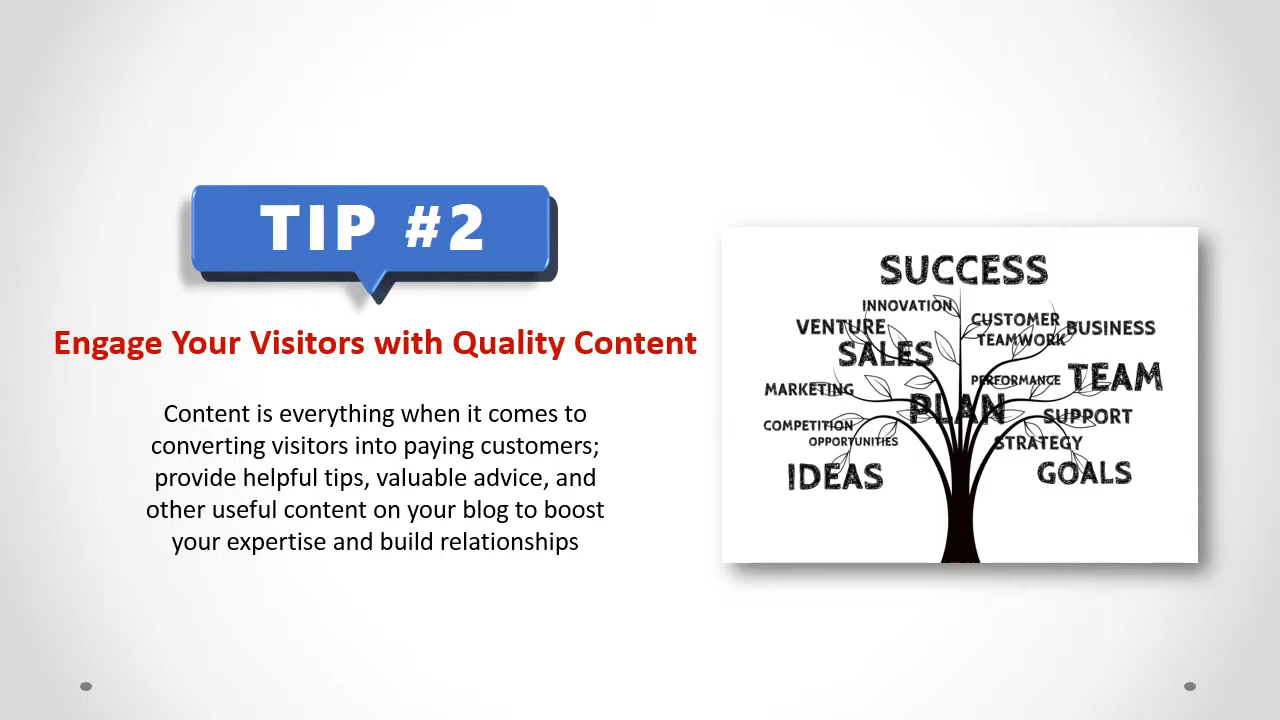 TIP #2
Engage Your Visitors with Quality Content
Content is everything when it comes to
converting visitors into paying customers;
provide helpful tips, valuable advice, and
other useful content on your blog to boost
your expertise and build relationships
SUCCESS
INNOVATION
CUSTOMER
VENTURE
BUSINESS
TEAMWORK
SALES
TEAM
PERFORMANCE
MARKETING
PLAN
SUPPORT
COMPETITION
OPPORTUNITIES
STRATEGY
IDEAS
GOALS